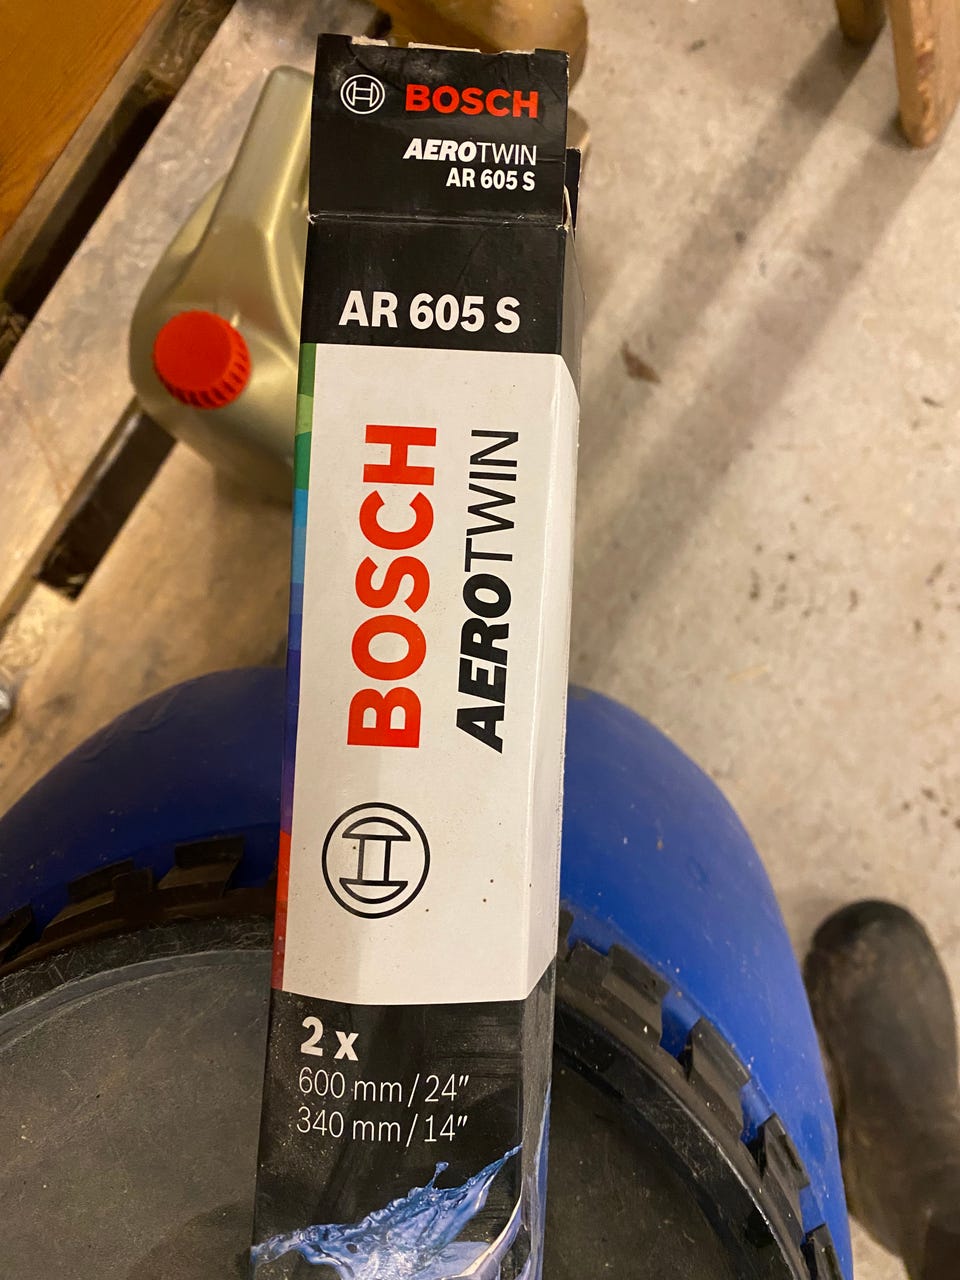 BOSCH
AEROTWIN
AR 605 S
AR 605 S
BOSCH
AEROTWIN
2 x
600 mm / 24"
340 mm / 14"